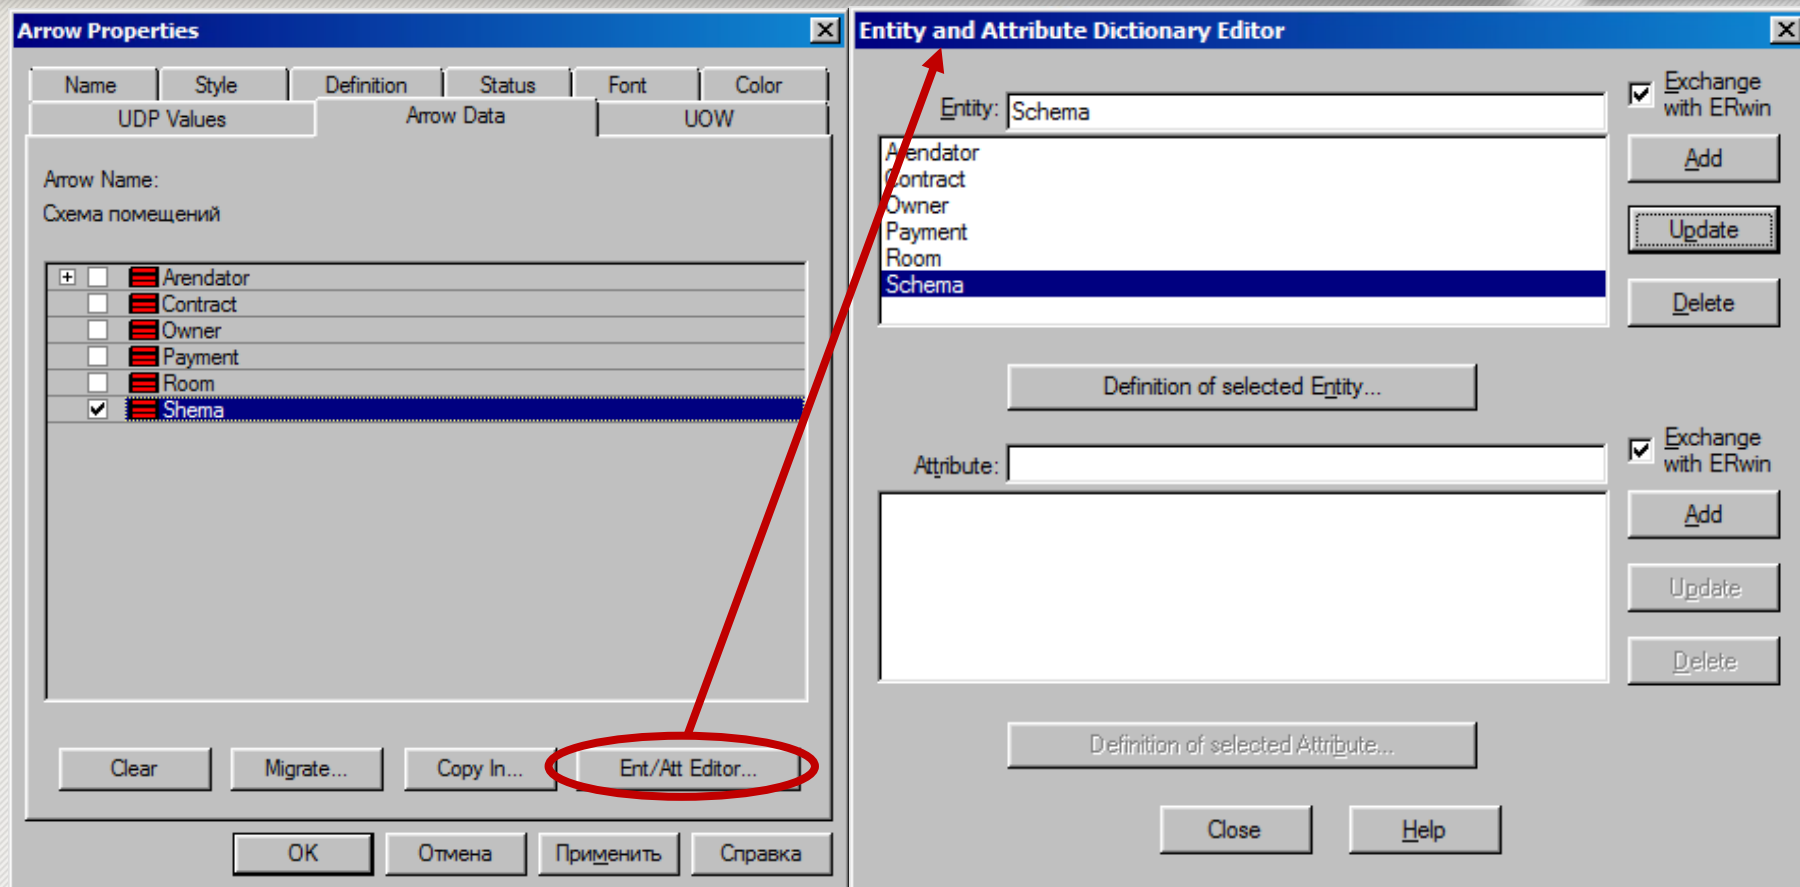 Arrow Properties
Name Style Definition Status Font Color
UDP Values Arrow Data UOW
Arrow Name:
Схема помещений
Arendator
Contract
Owner
Payment
Room
Shema
Clear Migrate... Copy In... Ent/Att Editor...
OK Отмена Применить Справка
Entity and Attribute Dictionary Editor
Entity: Schema
Exchange
with ERwin
Arendator
Contract
Owner
Payment
Room
Schema
Add
Update
Delete
Definition of selected Entity...
Attribute:
Exchange
with ERwin
Add
Update
Delete
Definition of selected Attribute...
Close Help